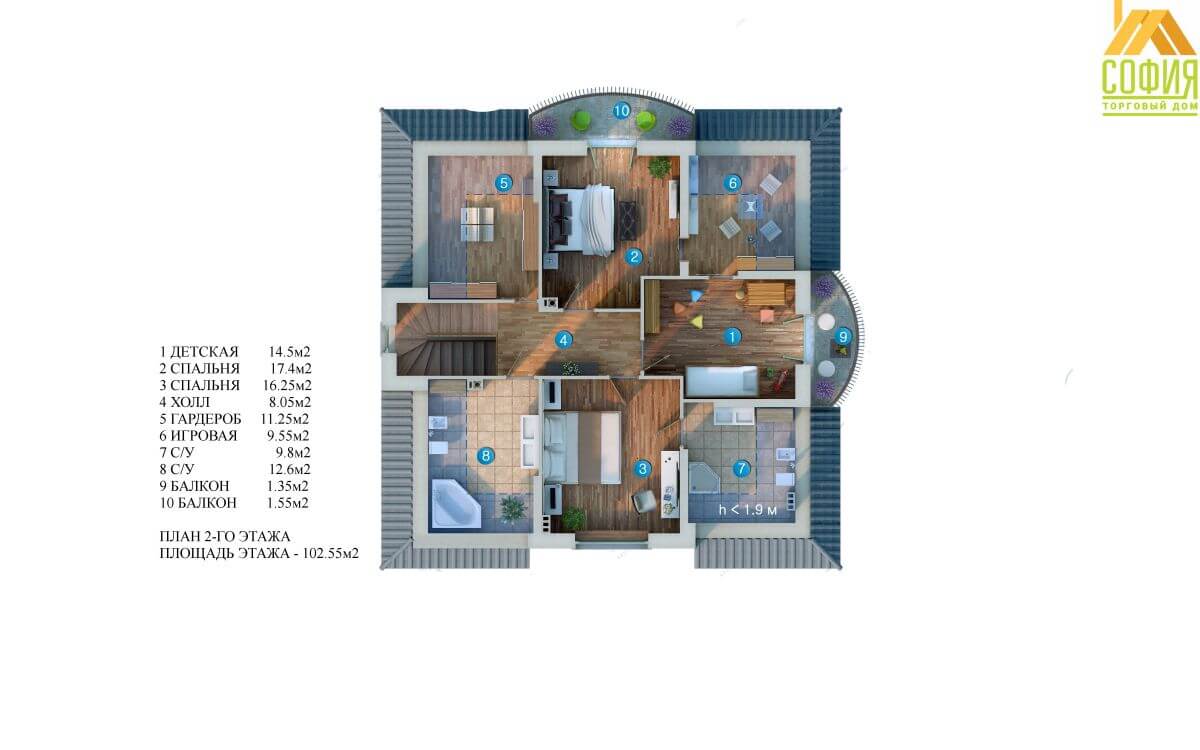 СОФИЯ
ТОРГОВЫЙ ДОМ
10
5
6
2
1 ДЕТСКАЯ 14.5м2
2 СПАЛЬНЯ 17.4м2
3 СПАЛЬНЯ 16.25м2
4 ХОЛЛ 8.05м2
5 ГАРДЕРОБ 11.25м2
6 ИГРОВАЯ 9.55м2
7 С/У 9.8м2
8 С/У 12.6м2
9 БАЛКОН 1.35м2
10 БАЛКОН 1.55м2
ПЛАН 2-ГО ЭТАЖА
ПЛОЩАДЬ ЭТАЖА - 102.55м2
4
1
9
8
3
7
h < 1.9 м